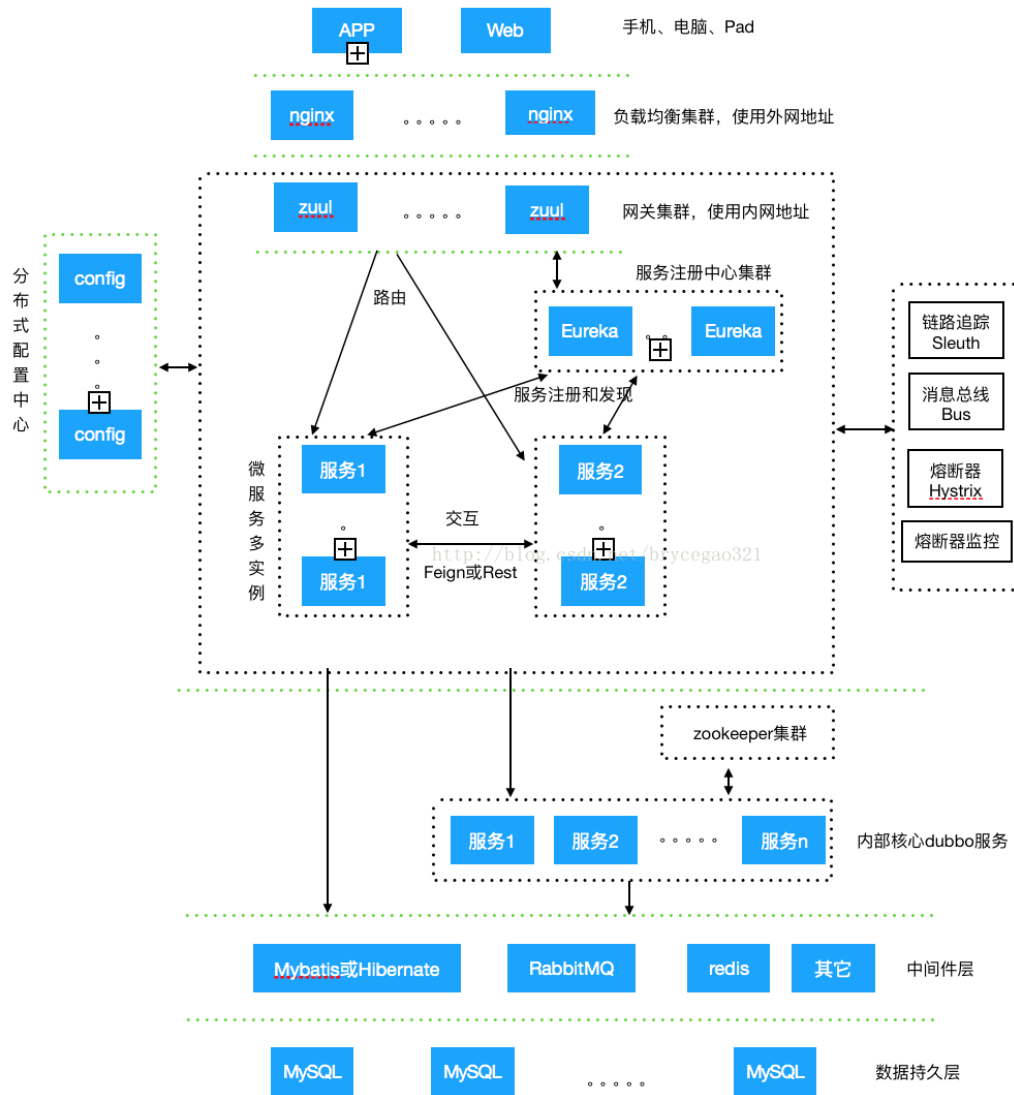 APP
Web
手机、电脑、Pad
nginx
nginx
负载均衡集群，使用外网地址
zuul
zuul
网关集群，使用内网地址
分布式配置中心
config
config
路由
服务注册中心集群
Eureka
Eureka
服务注册和发现
链路追踪
Sleuth
消息总线
Bus
熔断器
Hystrix
熔断器监控
微服务多实例
服务1
服务1
交互
Feign或Rest
服务2
服务2
http://blog.csdn.net/brycegao321
zookeeper集群
服务1
服务2
服务n
内部核心dubbo服务
Mybatis或Hibernate
RabbitMQ
redis
其它
中间件层
MySQL
MySQL
MySQL
数据持久层